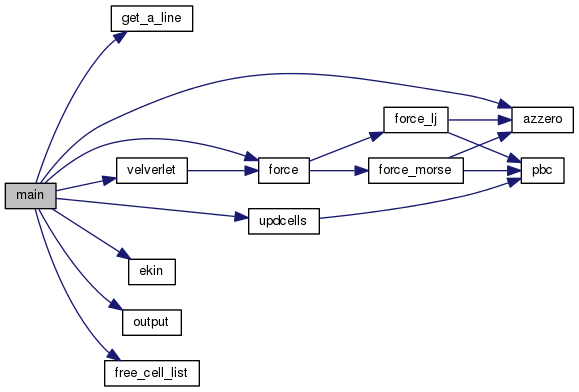 get_a_line
force_lj
azzero
velverlet
force
force_morse
pbc
main
updcells
ekin
output
free_cell_list